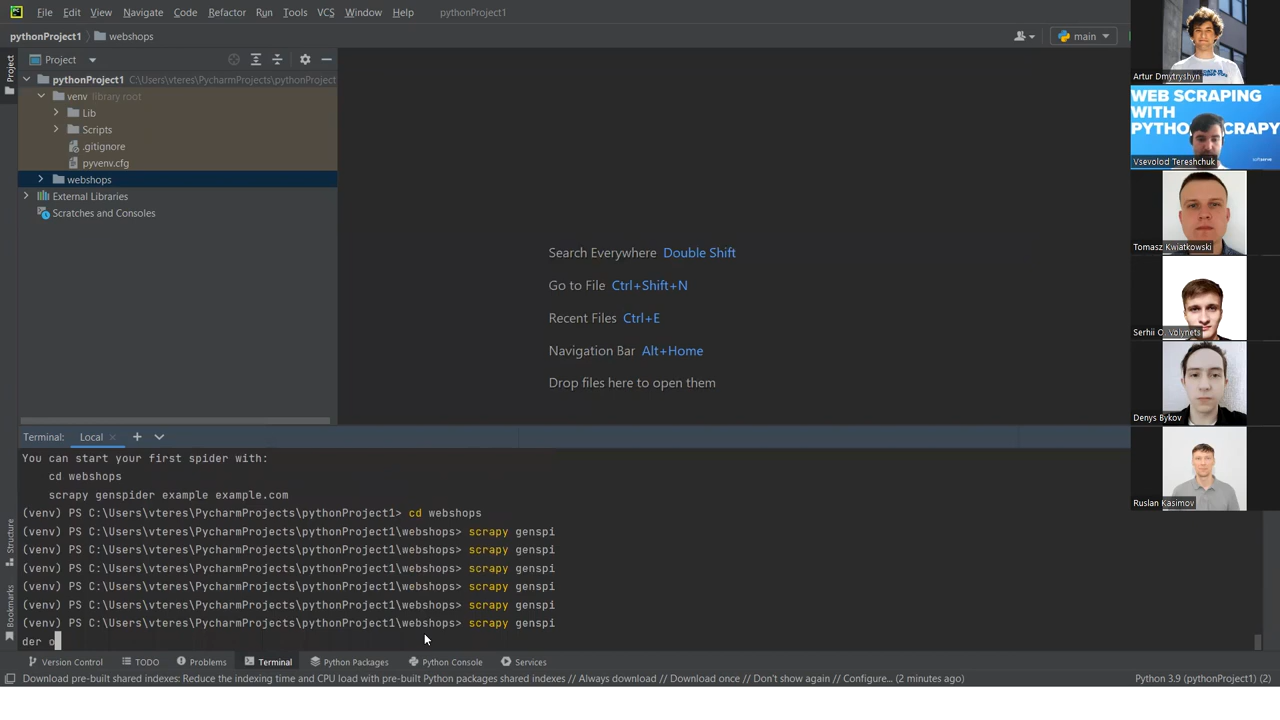 File Edit View Navigate Code Refactor Run Tools VCS Window Help pythonProject1
pythonProject1 webshops
main
Project
Project
pythonProject1 C:\Users\vteres\PycharmProjects\pythonProject1
venv library root
Lib
Scripts
.gitignore
pyvenv.cfg
webshops
External Libraries
Scratches and Consoles
Search Everywhere Double Shift
Go to File Ctrl+Shift+N
Recent Files Ctrl+E
Navigation Bar Alt+Home
Drop files here to open them
Artur Dmytryshyn
WEB SCRAPING
WITH
Vsevolod Tereshchuk
softserve
Tomasz Kwiatkowski
Serhii O. Volynets
Denys Bykov
Ruslan Kasimov
Terminal: Local
You can start your first spider with:
cd webshops
scrapy genspider example example.com
(venv) PS C:\Users\vteres\PycharmProjects\pythonProject1> cd webshops
(venv) PS C:\Users\vteres\PycharmProjects\pythonProject1\webshops> scrapy genspi
(venv) PS C:\Users\vteres\PycharmProjects\pythonProject1\webshops> scrapy genspi
(venv) PS C:\Users\vteres\PycharmProjects\pythonProject1\webshops> scrapy genspi
(venv) PS C:\Users\vteres\PycharmProjects\pythonProject1\webshops> scrapy genspi
(venv) PS C:\Users\vteres\PycharmProjects\pythonProject1\webshops> scrapy genspi
(venv) PS C:\Users\vteres\PycharmProjects\pythonProject1\webshops> scrapy genspi
der o
Structure
Bookmarks
Version Control TODO Problems Terminal Python Packages Python Console Services
Download pre-built shared indexes: Reduce the indexing time and CPU load with pre-built Python packages shared indexes // Always download // Download once // Don't show again // Configure... (2 minutes ago) Python 3.9 (pythonProject1) (2)